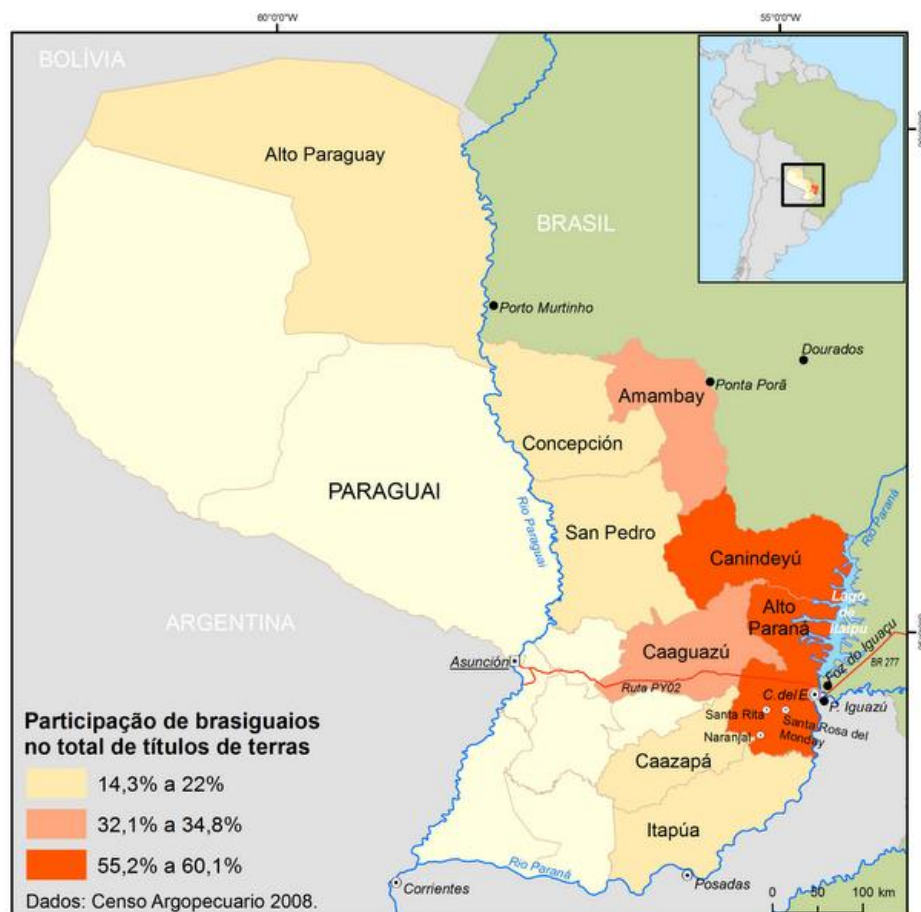 60°0'0"
55°0'0"
BOLÍVIA
Alto Paraguay
BRASIL
Porto Murtinho
Dourados
Ponta Porã
Amambay
Concepción
PARAGUAI
Rio Paraguai
San Pedro
Rio Paraná
Canindeyú
Lago
de
Itaipu
Alto
Paraná
ARGENTINA
Caaguazú
Foz do Iguaçu
BR 277
Asunción
Ruta PY02
C. del E.
P. Iguazú
Santa Rita
Santa Rosa del
Monday
Naranjal
Caazapá
Itapúa
Rio Paraná
Corrientes
Posadas
Participação de brasiguaios
no total de títulos de terras
14,3% a 22%
32,1% a 34,8%
55,2% a 60,1%
Dados: Censo Argopecuario 2008.
0 50 100 km